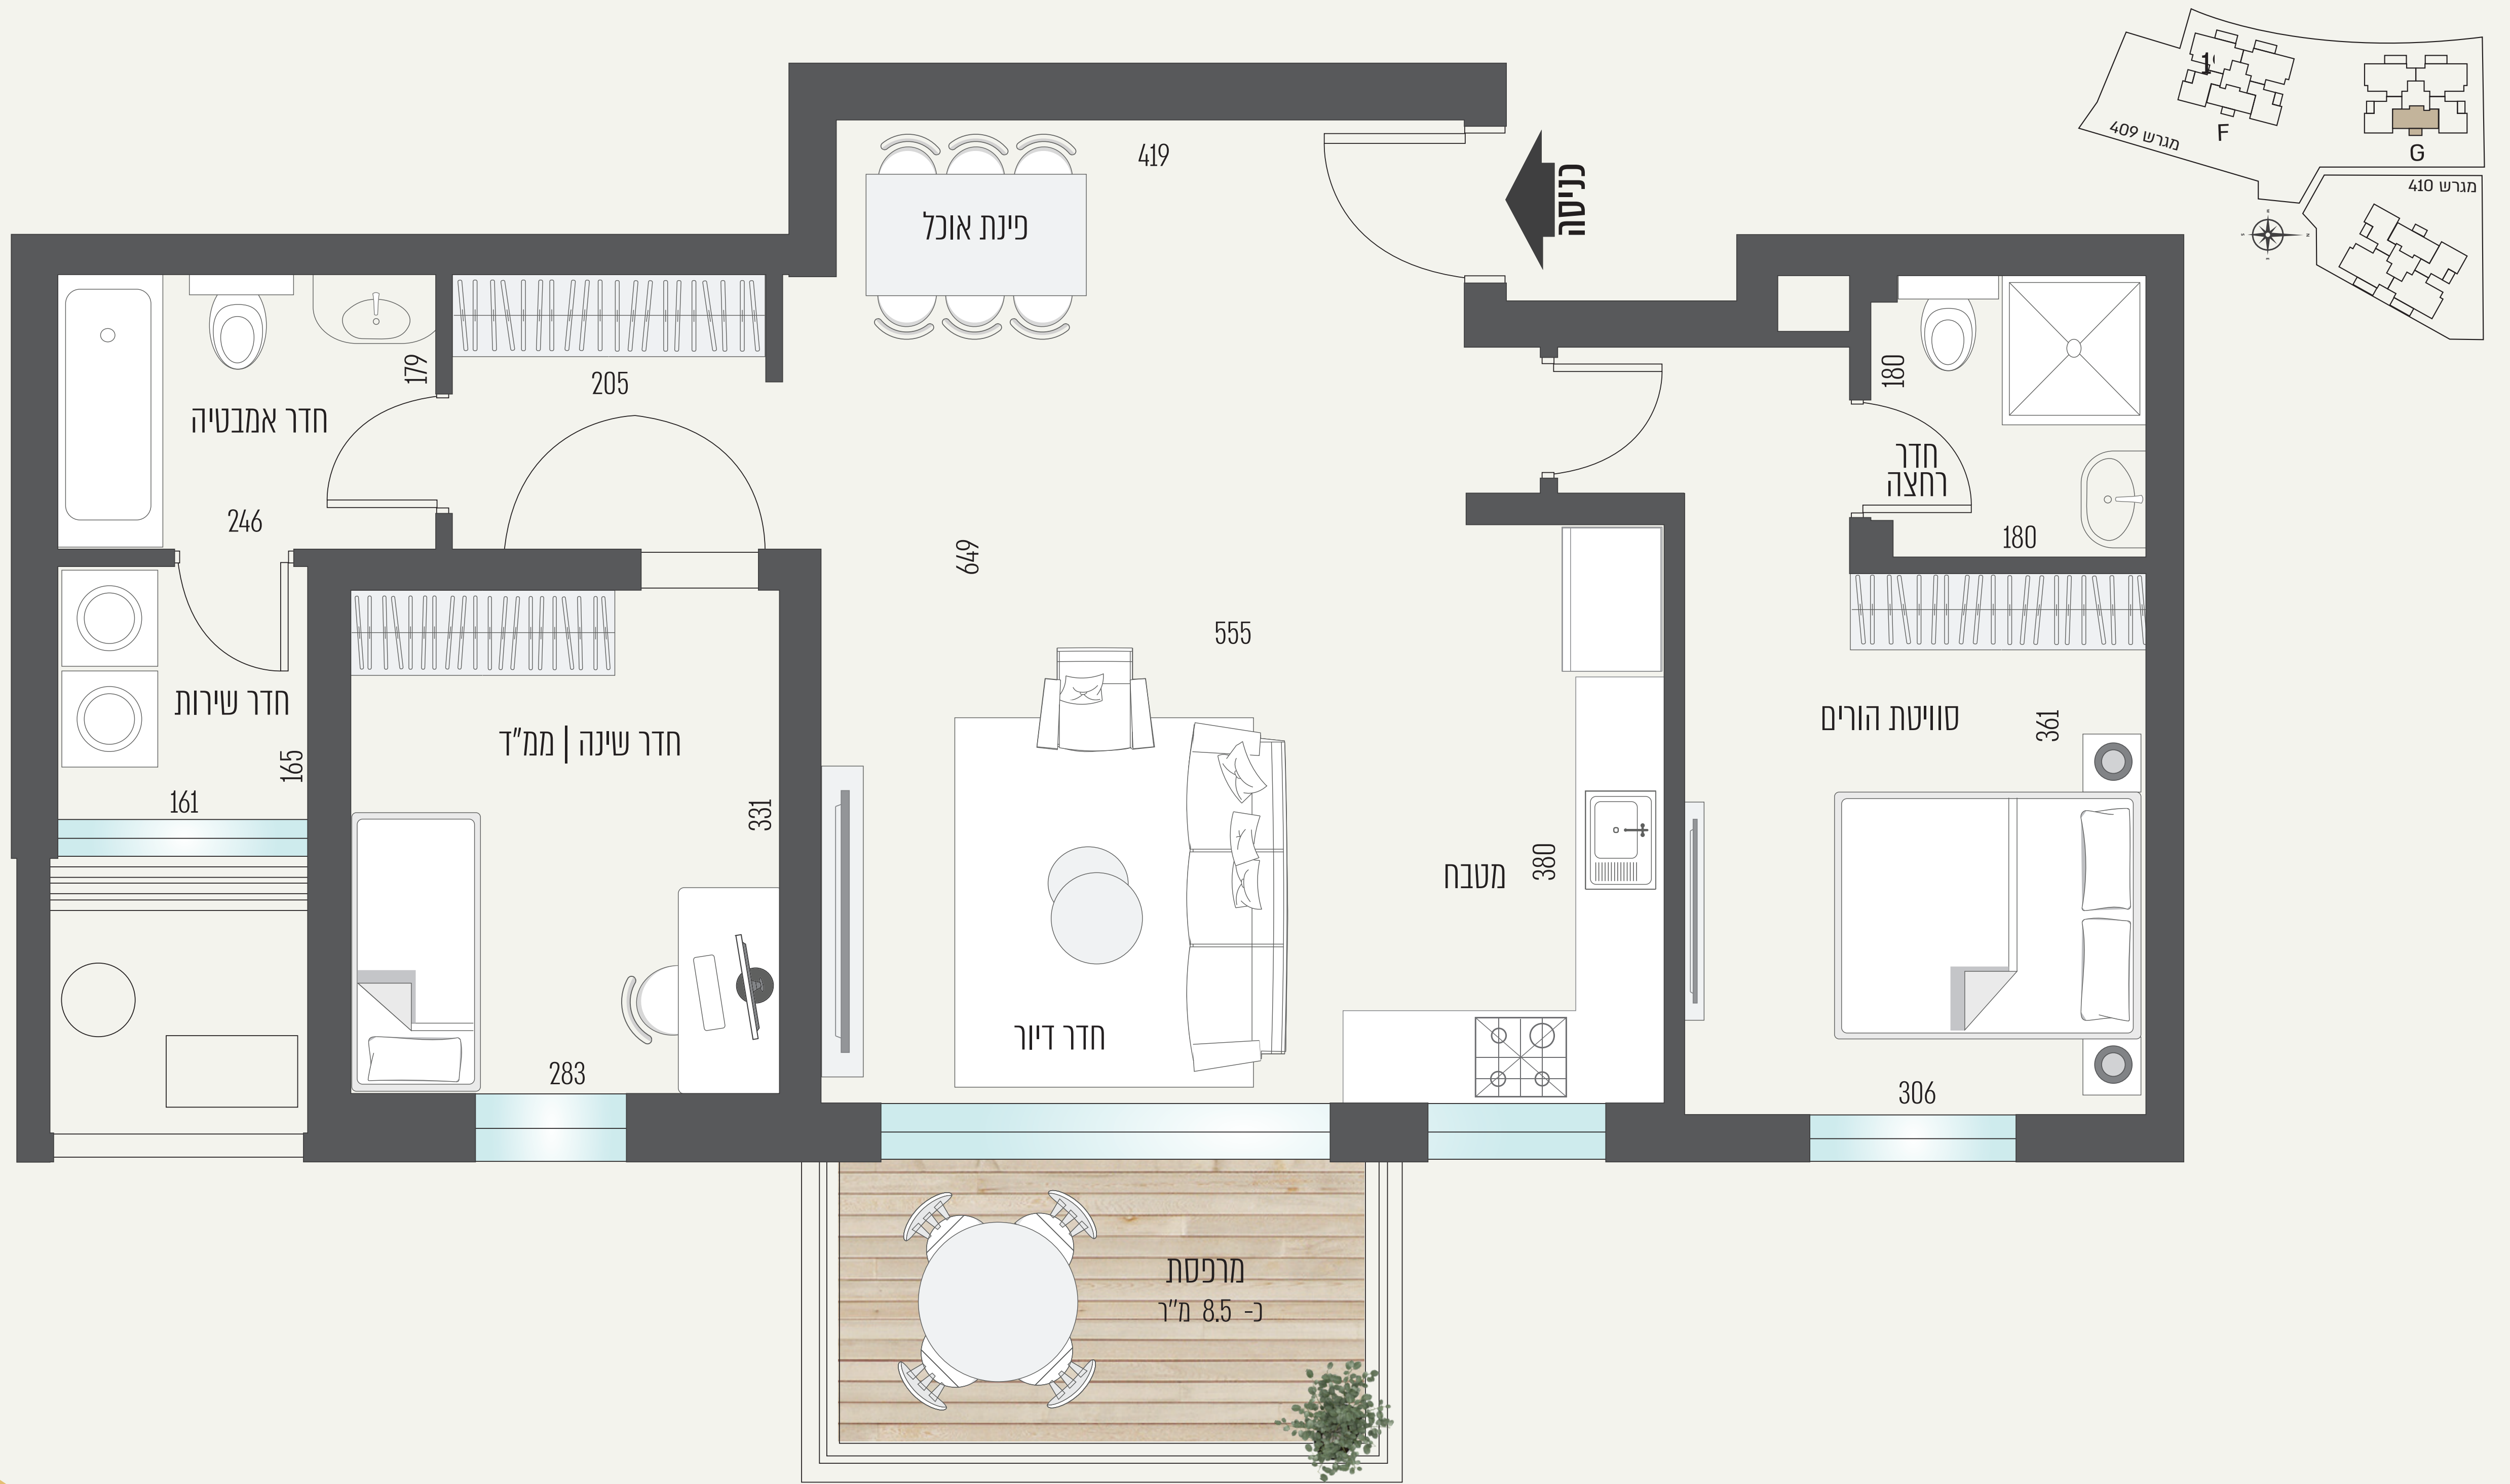 מגרש 409
F
G
מגרש 410
כניסה
419
פינת אוכל
205
179
חדר אמבטיה
246
180
חדר
רחצה
180
649
555
חדר שירות
165
161
חדר שינה | ממ"ד
331
283
סוויטת הורים
361
306
מטבח
380
חדר דיור
מרפסת
כ- 8.5 מ"ר